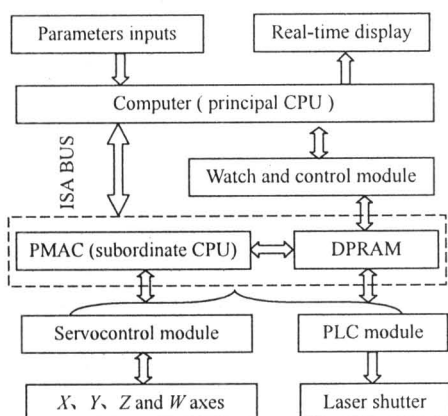 Parameters inputs
Real-time display
Computer ( principal CPU )
ISA BUS
Watch and control module
PMAC (subordinate CPU)
DPRAM
Servocontrol module
PLC module
X、Y、Z and W axes
Laser shutter